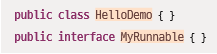 public class HelloDemo { }
public interface MyRunnable { }